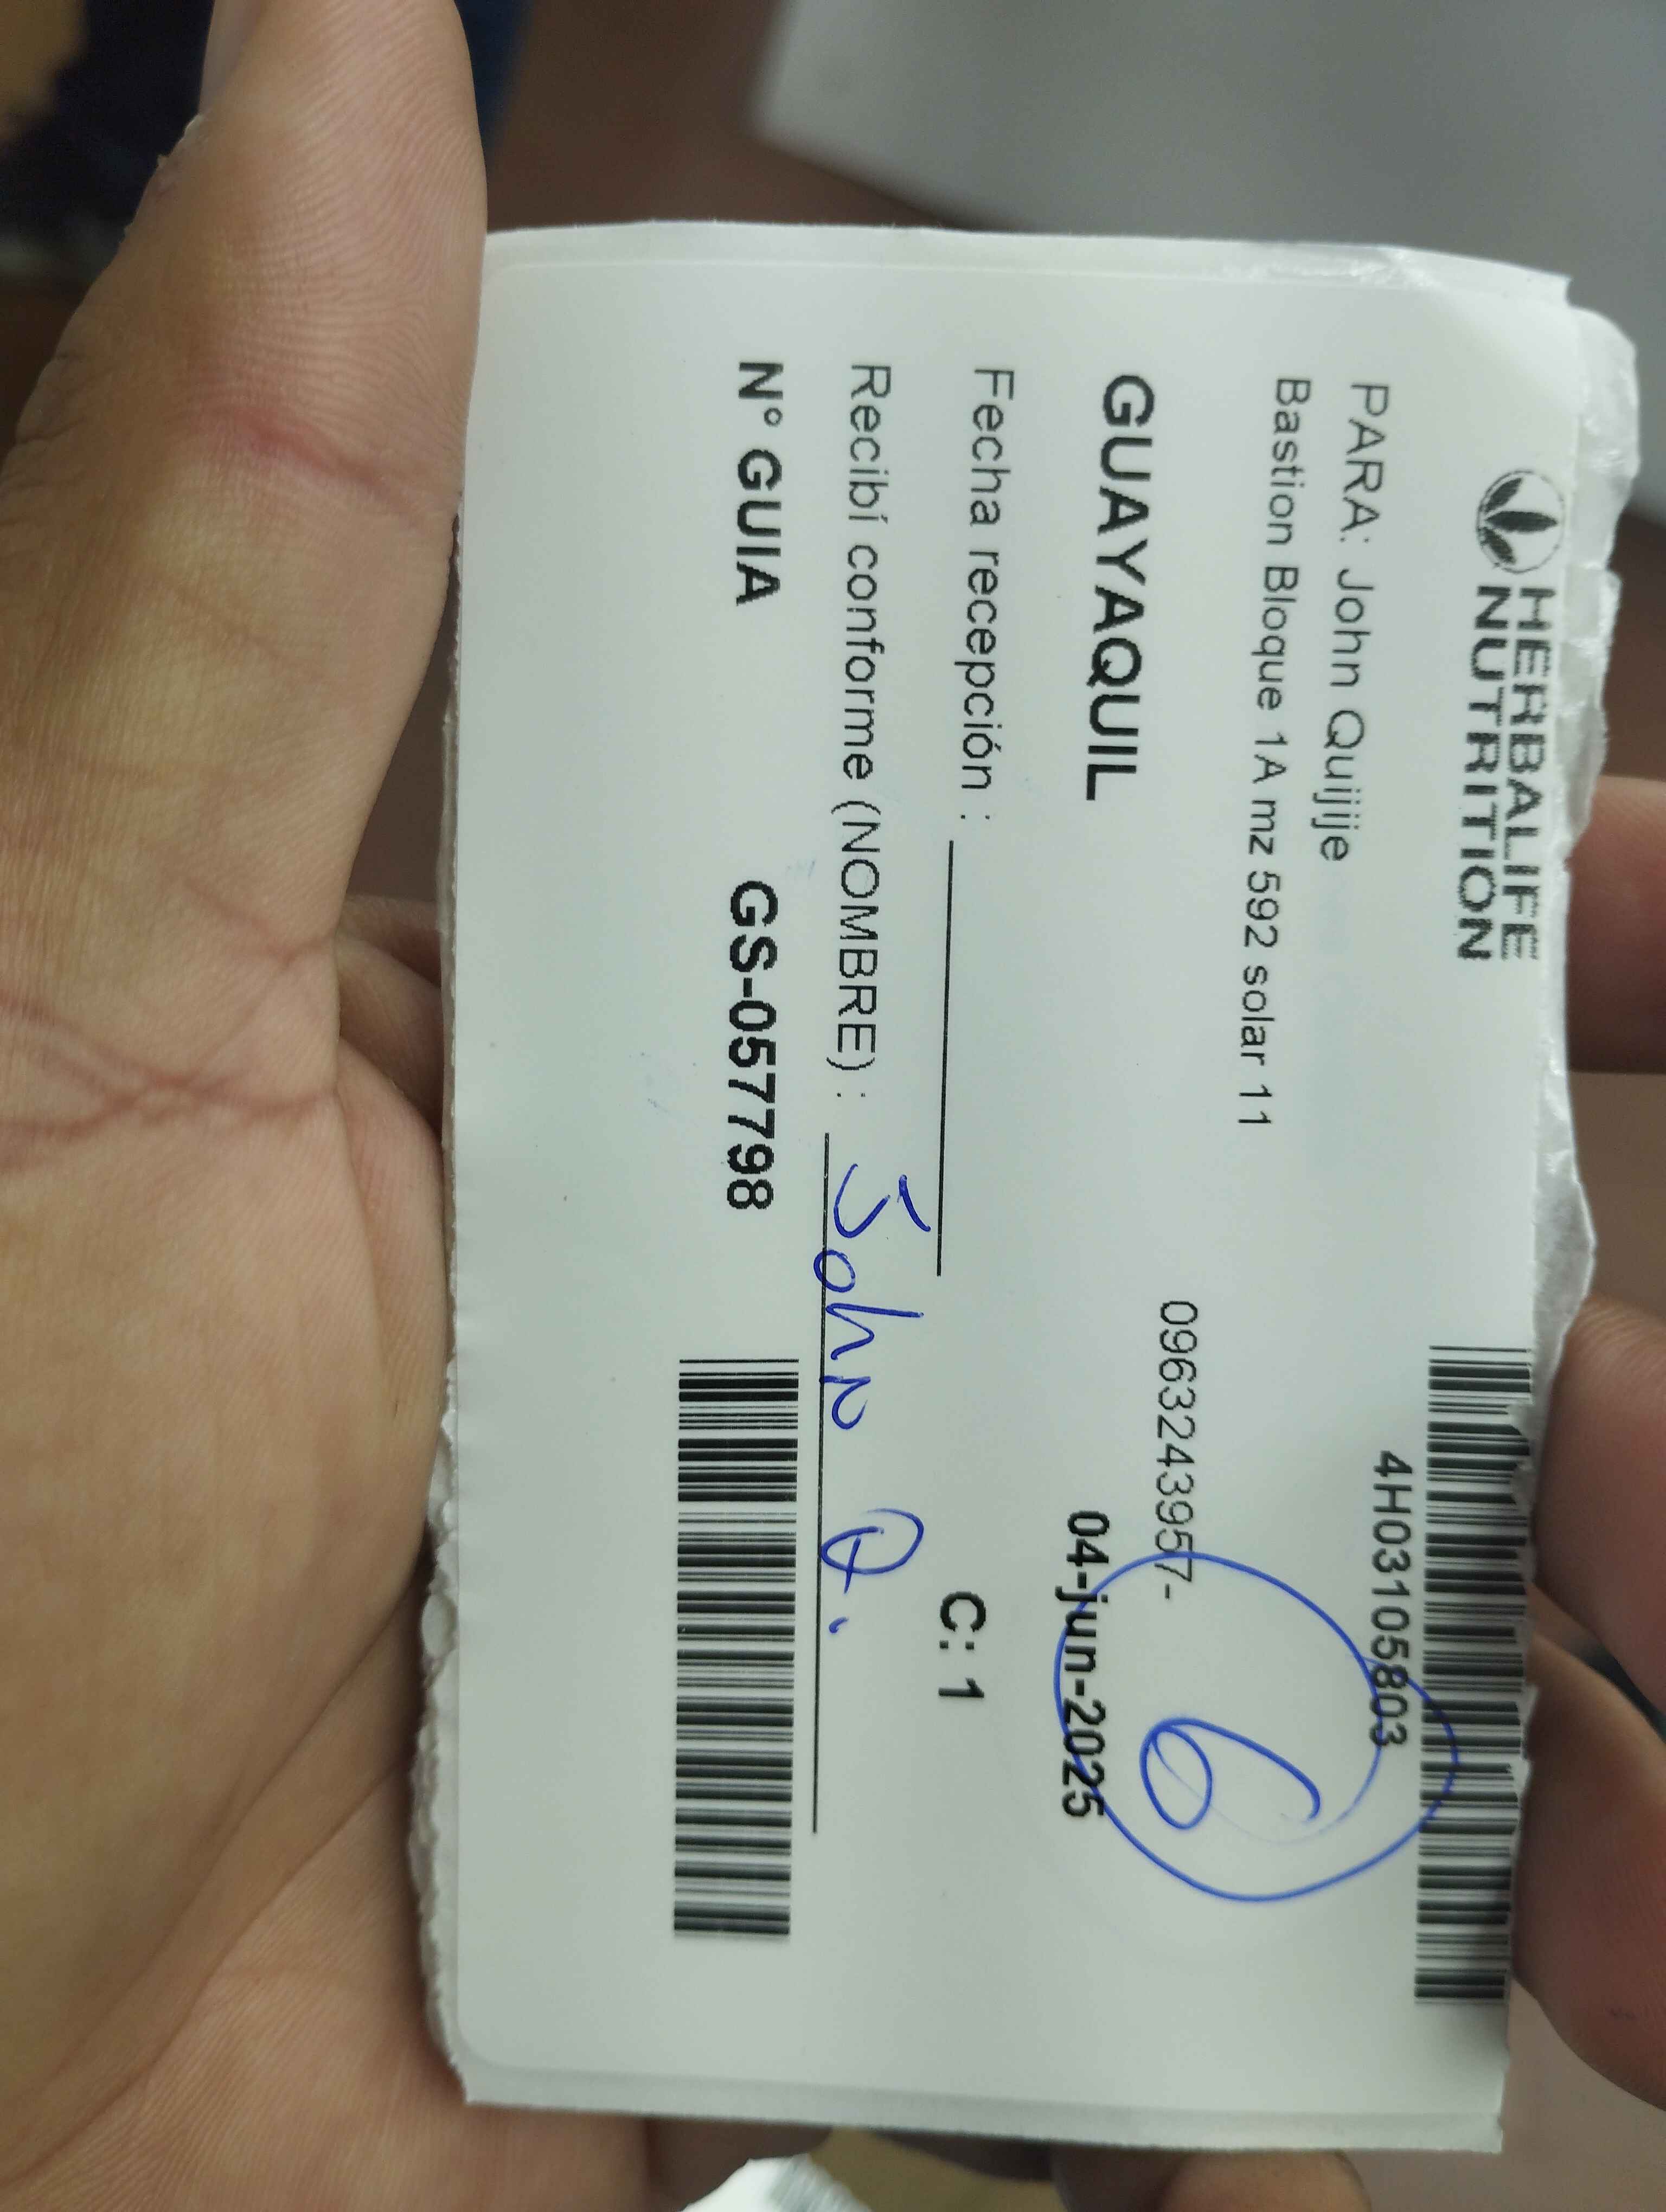 HERBALIFE
NUTRITION
4H03105803
PARA: John Quijije
Bastion Bloque 1A mz 592 solar 11
0963243957-
6
GUAYAQUIL
04-jun-2025
Fecha recepción :
C: 1
Recibí conforme (NOMBRE) : John Q.
N° GUIA GS-057798